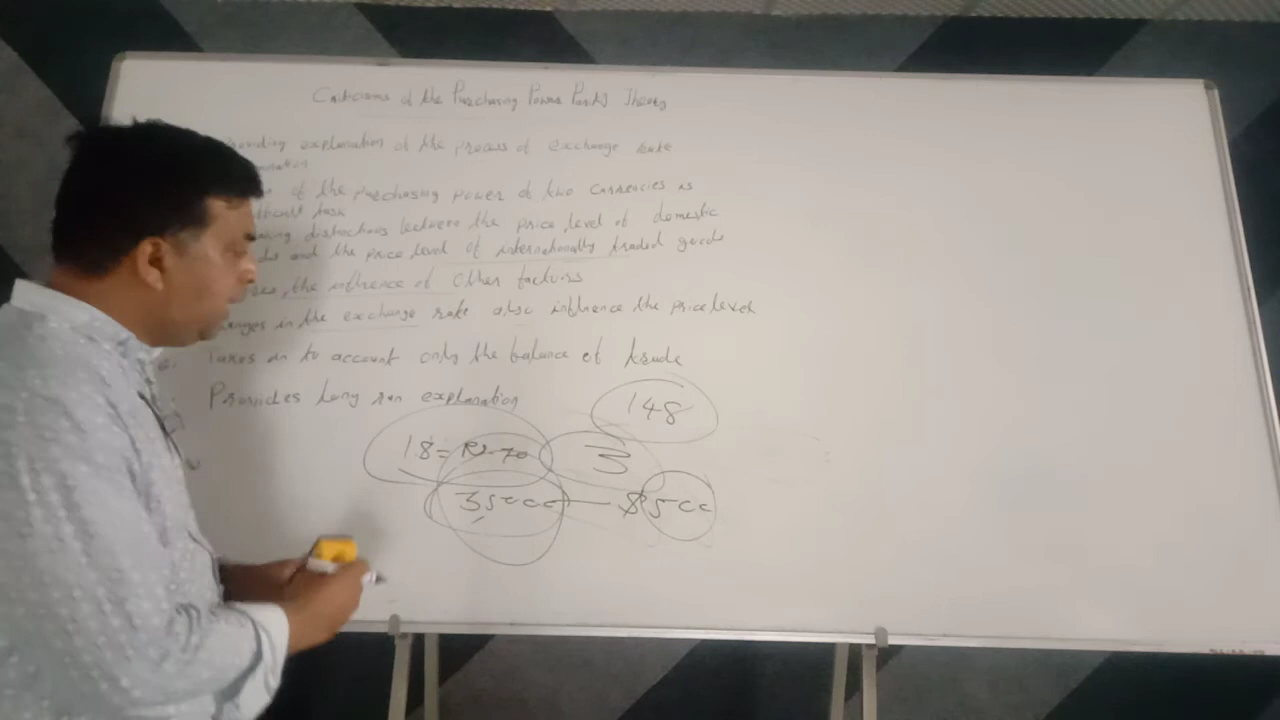 Criticisms of the Purchasing Power Parity Theory
explanation of the process of exchange rate
of the purchasing power of two currencies is
task
distinctions between the price level of domestic
and the price level of internationally traded goods
the influence of other factors
in the exchange rate also influence the price level
6. Takes in to account only the balance of trade
Provides long run explanation
148
1$ = Rs 70 3
35000 — $500